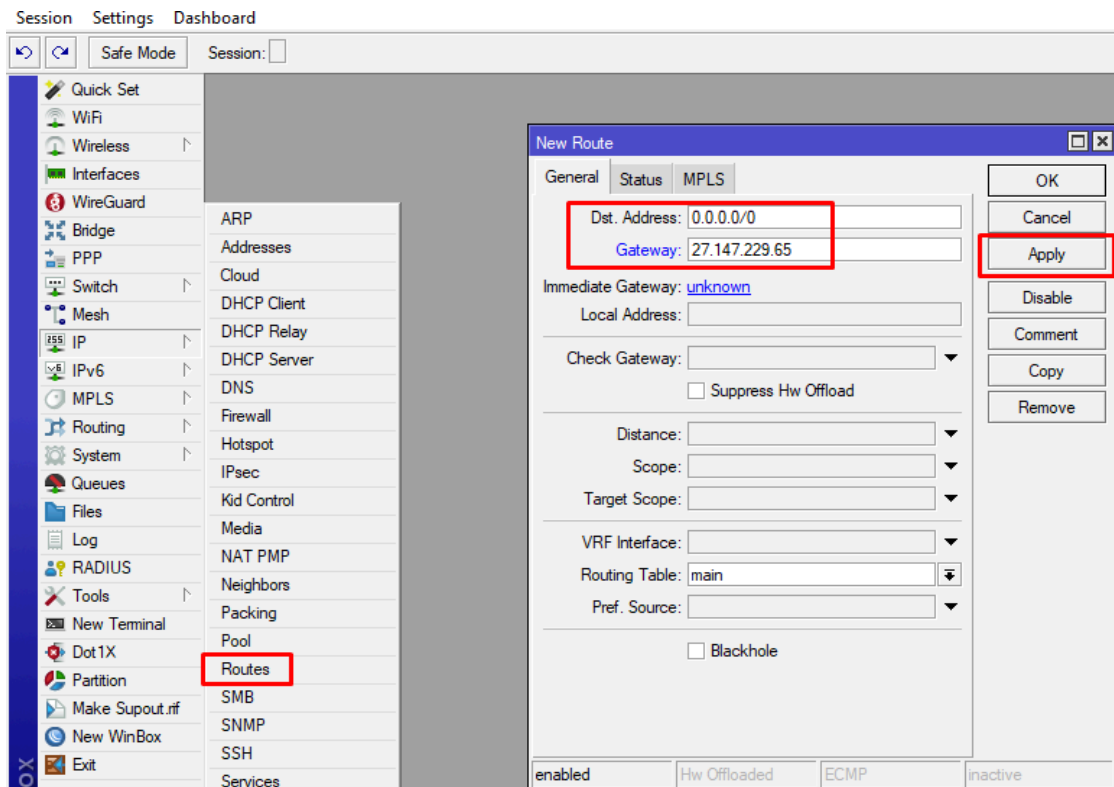 Session Settings Dashboard
Safe Mode Session:
Quick Set
WiFi
Wireless
Interfaces
WireGuard
Bridge
PPP
Switch
Mesh
255 IP
v6 IPv6
MPLS
Routing
System
Queues
Files
Log
RADIUS
Tools
New Terminal
Dot1X
Partition
Make Supout.rif
New WinBox
Exit
ARP
Addresses
Cloud
DHCP Client
DHCP Relay
DHCP Server
DNS
Firewall
Hotspot
IPsec
Kid Control
Media
NAT PMP
Neighbors
Packing
Pool
Routes
SMB
SNMP
SSH
Services
New Route
General Status MPLS
Dst. Address: 0.0.0.0/0
Gateway: 27.147.229.65
Immediate Gateway: unknown
Local Address:
Check Gateway:
Suppress Hw Offload
Distance:
Scope:
Target Scope:
VRF Interface:
Routing Table: main
Pref. Source:
Blackhole
OK
Cancel
Apply
Disable
Comment
Copy
Remove
enabled Hw Offloaded ECMP inactive